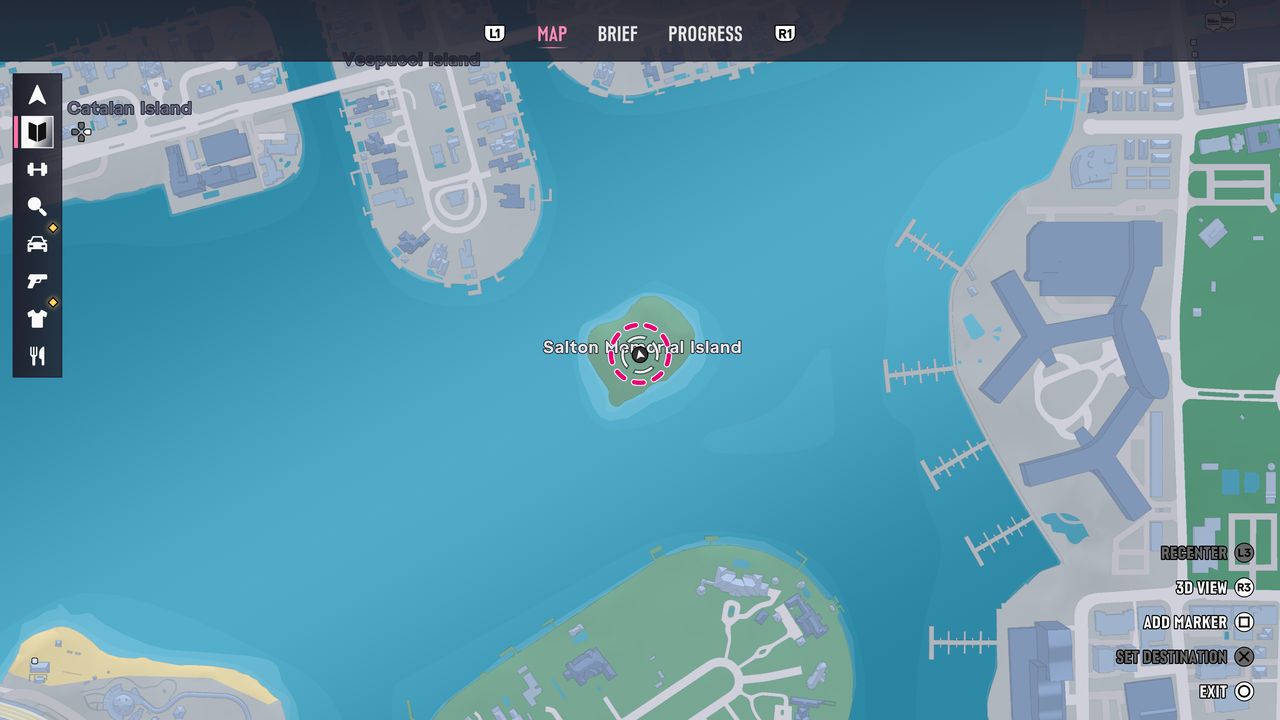 L1 MAP BRIEF PROGRESS R1
Vespucci Island
Catalan Island
Salton Memorial Island
RECENTER L3
3D VIEW R3
ADD MARKER
SET DESTINATION
EXIT